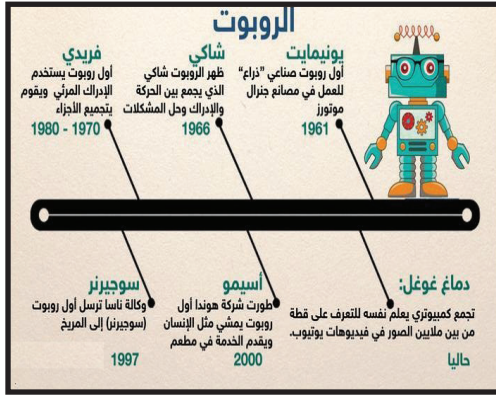 الروبوت
يونيمايت
أول روبوت صناعي “ذراع”
للعمل في مصانع جنرال
موتورز
1961
شاكي
ظهر الروبوت شاكي
الذي يجمع بين الحركة
والإدراك وحل المشكلات
1966
فريدي
أول روبوت يستخدم
الإدراك المرئي ويقوم
بتجميع الأجزاء
1970 - 1980
دماغ غوغل:
تجمع كمبيوتري يعلم نفسه للتعرف على قطة
من بين ملايين الصور في فيديوهات يوتيوب.
حاليا
أسيمو
طورت شركة هوندا أول
روبوت يمشي مثل الإنسان
ويقدم الخدمة في مطعم
2000
سوجيرنر
وكالة ناسا ترسل أول روبوت
(سوجيرنر) إلى المريخ
1997